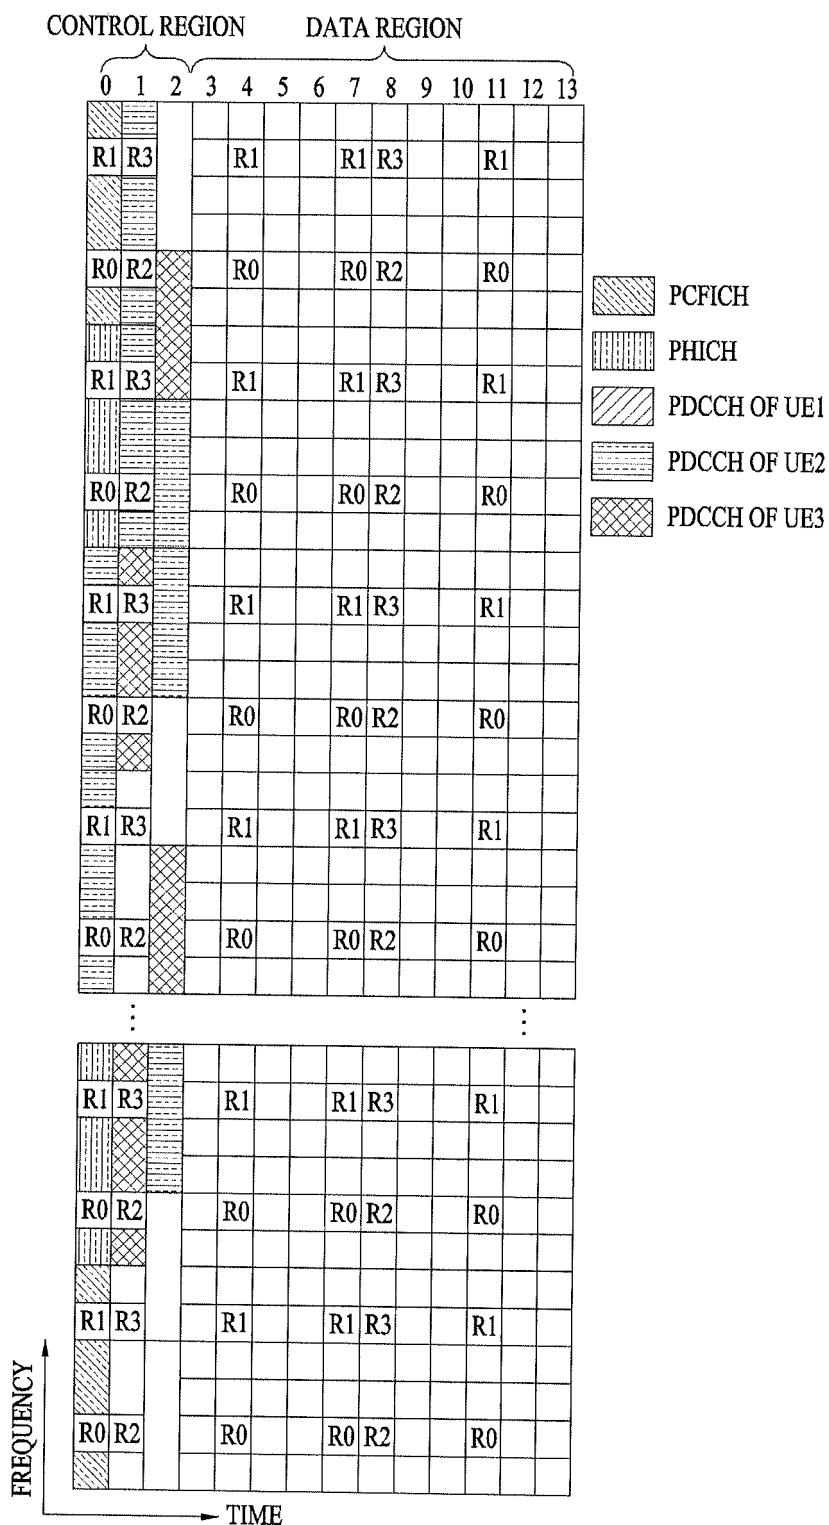 CONTROL REGION DATA REGION
0 1 2 3 4 5 6 7 8 9 10 11 12 13
R1 R3 R1 R1 R3 R1
R0 R2 R0 R0 R2 R0
R1 R3 R1 R1 R3 R1
R0 R2 R0 R0 R2 R0
R1 R3 R1 R1 R3 R1
R0 R2 R0 R0 R2 R0
R1 R3 R1 R1 R3 R1
R0 R2 R0 R0 R2 R0
R1 R3 R1 R1 R3 R1
R0 R2 R0 R0 R2 R0
R1 R3 R1 R1 R3 R1
R0 R2 R0 R0 R2 R0
PCFICH
PHICH
PDCCH OF UE1
PDCCH OF UE2
PDCCH OF UE3
FREQUENCY
TIME